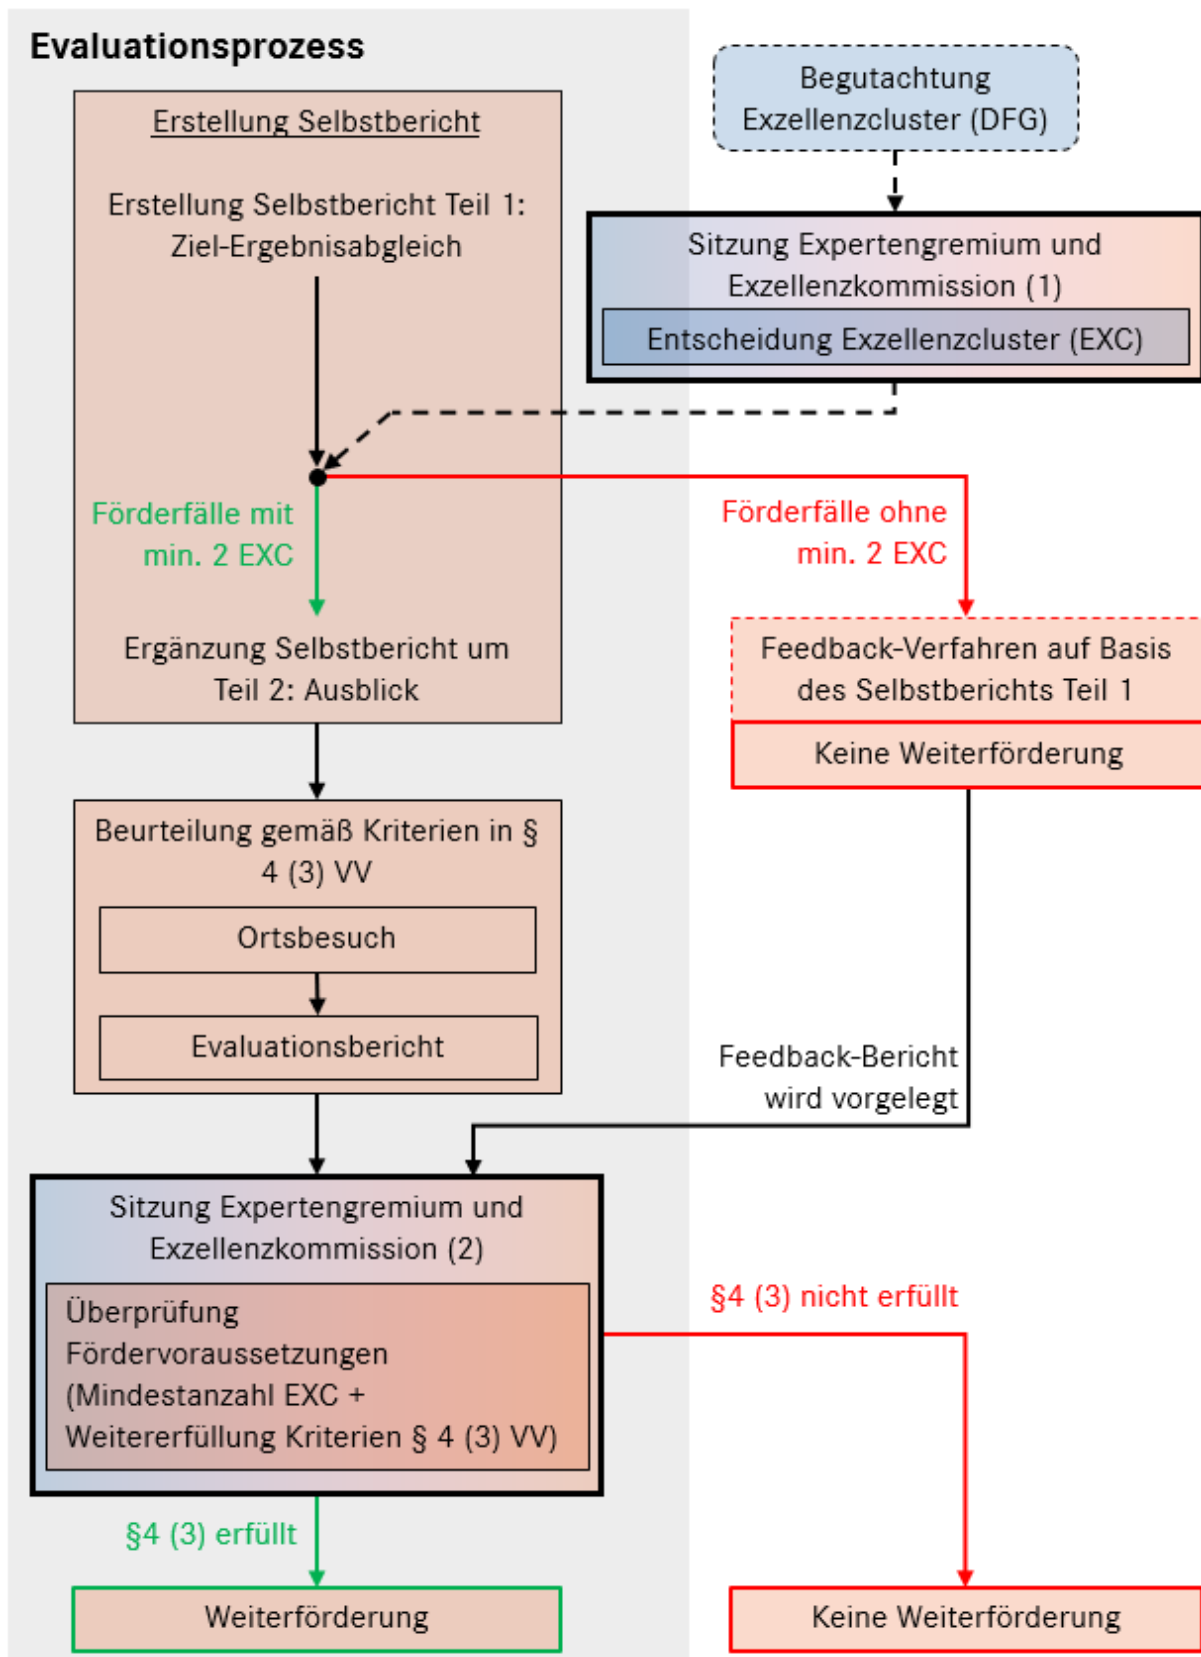 Evaluationsprozess
Erstellung Selbstbericht
Erstellung Selbstbericht Teil 1:
Ziel-Ergebnisabgleich
Begutachtung
Exzellenzcluster (DFG)
Sitzung Expertengremium und
Exzellenzkommission (1)
Entscheidung Exzellenzcluster (EXC)
Förderfälle mit
min. 2 EXC
Förderfälle ohne
min. 2 EXC
Ergänzung Selbstbericht um
Teil 2: Ausblick
Feedback-Verfahren auf Basis
des Selbstberichts Teil 1
Keine Weiterförderung
Beurteilung gemäß Kriterien in §
4 (3) VV
Ortsbesuch
Evaluationsbericht
Feedback-Bericht
wird vorgelegt
Sitzung Expertengremium und
Exzellenzkommission (2)
Überprüfung
Fördervoraussetzungen
(Mindestanzahl EXC +
Weitererfüllung Kriterien § 4 (3) VV)
§4 (3) nicht erfüllt
§4 (3) erfüllt
Weiterförderung
Keine Weiterförderung